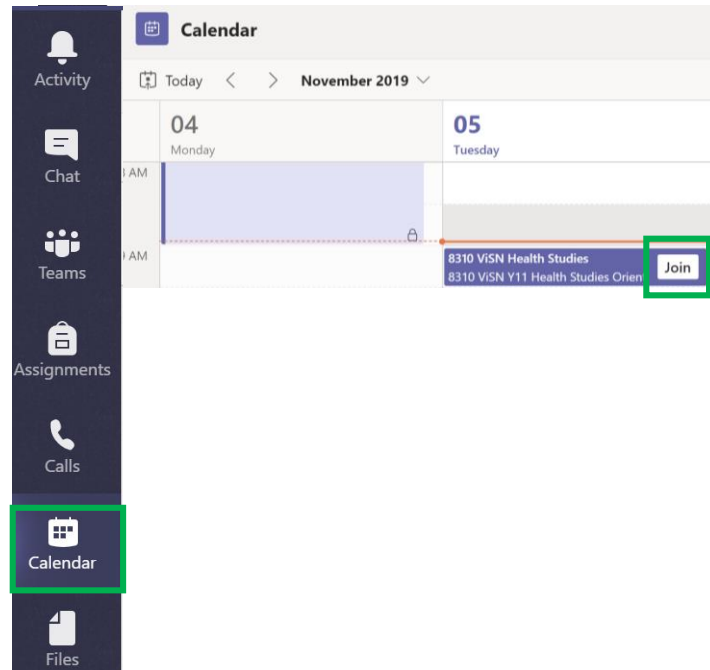 Activity
Chat
Teams
Assignments
Calls
Calendar
Files
Calendar
Today < > November 2019
04
Monday
05
Tuesday
AM
AM
8310 ViSN Health Studies
8310 ViSN Y11 Health Studies Orien
Join